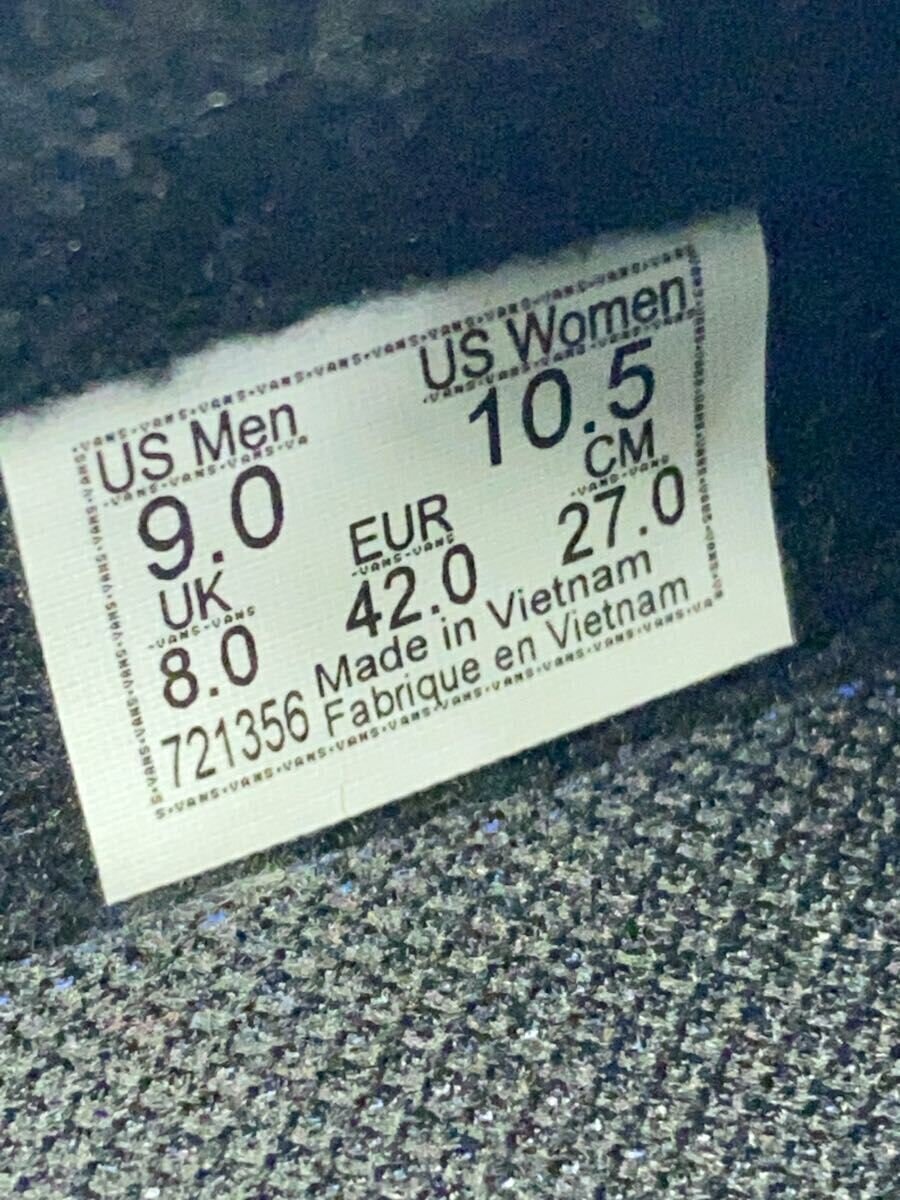 US Men
US Women
9.0
10.5
UK
EUR
CM
8.0
42.0
27.0
721356
Made in Vietnam
Fabrique en Vietnam